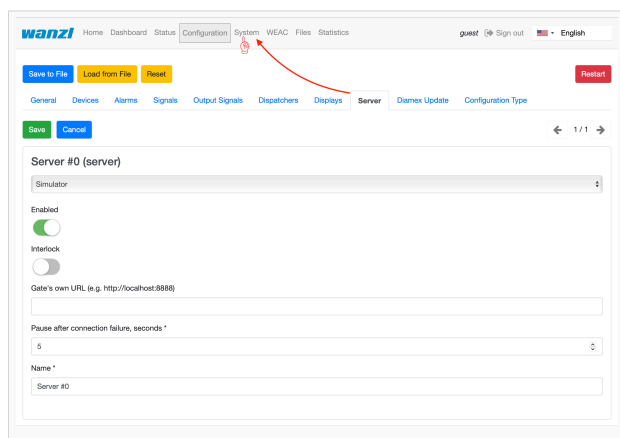 wanzl Home Dashboard Status Configuration System WEAC Files Statistics guest Sign out English
Save to File Load from File Reset Restart
General Devices Alarms Signals Output Signals Dispatchers Displays Server Diamex Update Configuration Type
Save Cancel 1 / 1
Server #0 (server)
Simulator
Enabled
Interlock
Gate's own URL (e.g. http://localhost:8888)
Pause after connection failure, seconds *
5
Name *
Server #0